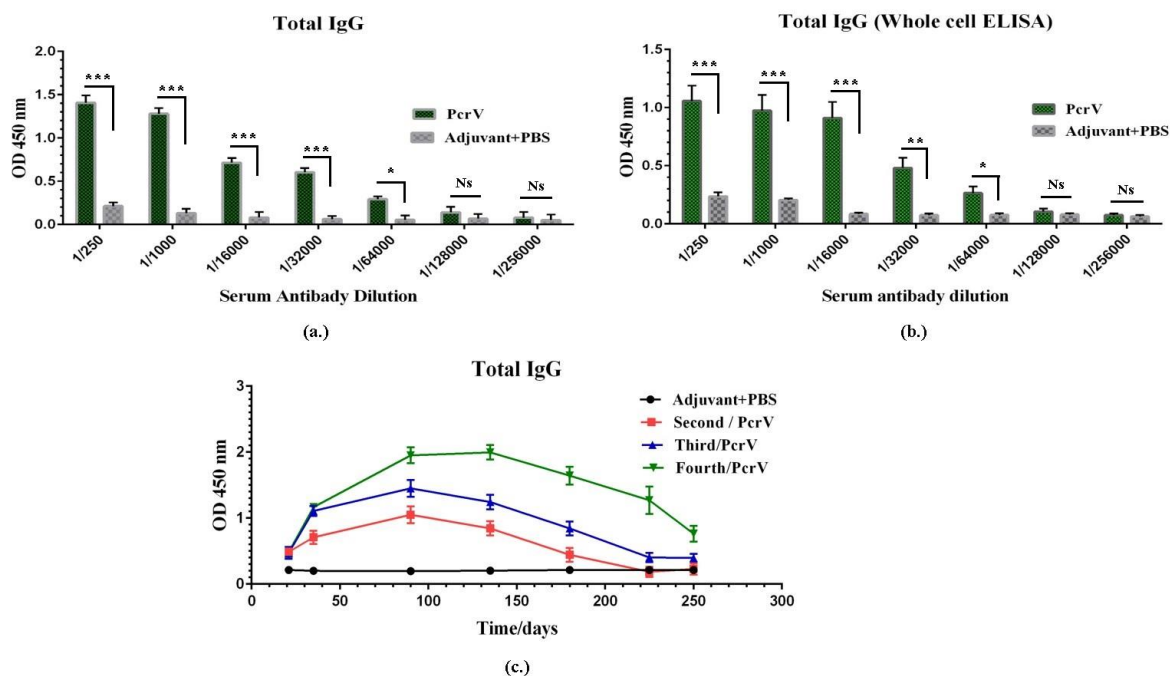 Total IgG
2.0
1.5
1.0
0.5
0.0
OD 450 nm
***
***
***
***
*
Ns
Ns
PcrV
Adjuvant+PBS
1/250
1/1000
1/16000
1/32000
1/64000
1/128000
1/256000
Serum Antibady Dilution
(a.)
Total IgG (Whole cell ELISA)
1.5
1.0
0.5
0.0
OD 450 nm
***
***
***
**
*
Ns
Ns
PcrV
Adjuvant+PBS
1/250
1/1000
1/16000
1/32000
1/64000
1/128000
1/256000
Serum antibady dilution
(b.)
Total IgG
3
2
1
0
OD 450 nm
Adjuvant+PBS
Second / PcrV
Third/PcrV
Fourth/PcrV
0 50 100 150 200 250 300
Time/days
(c.)